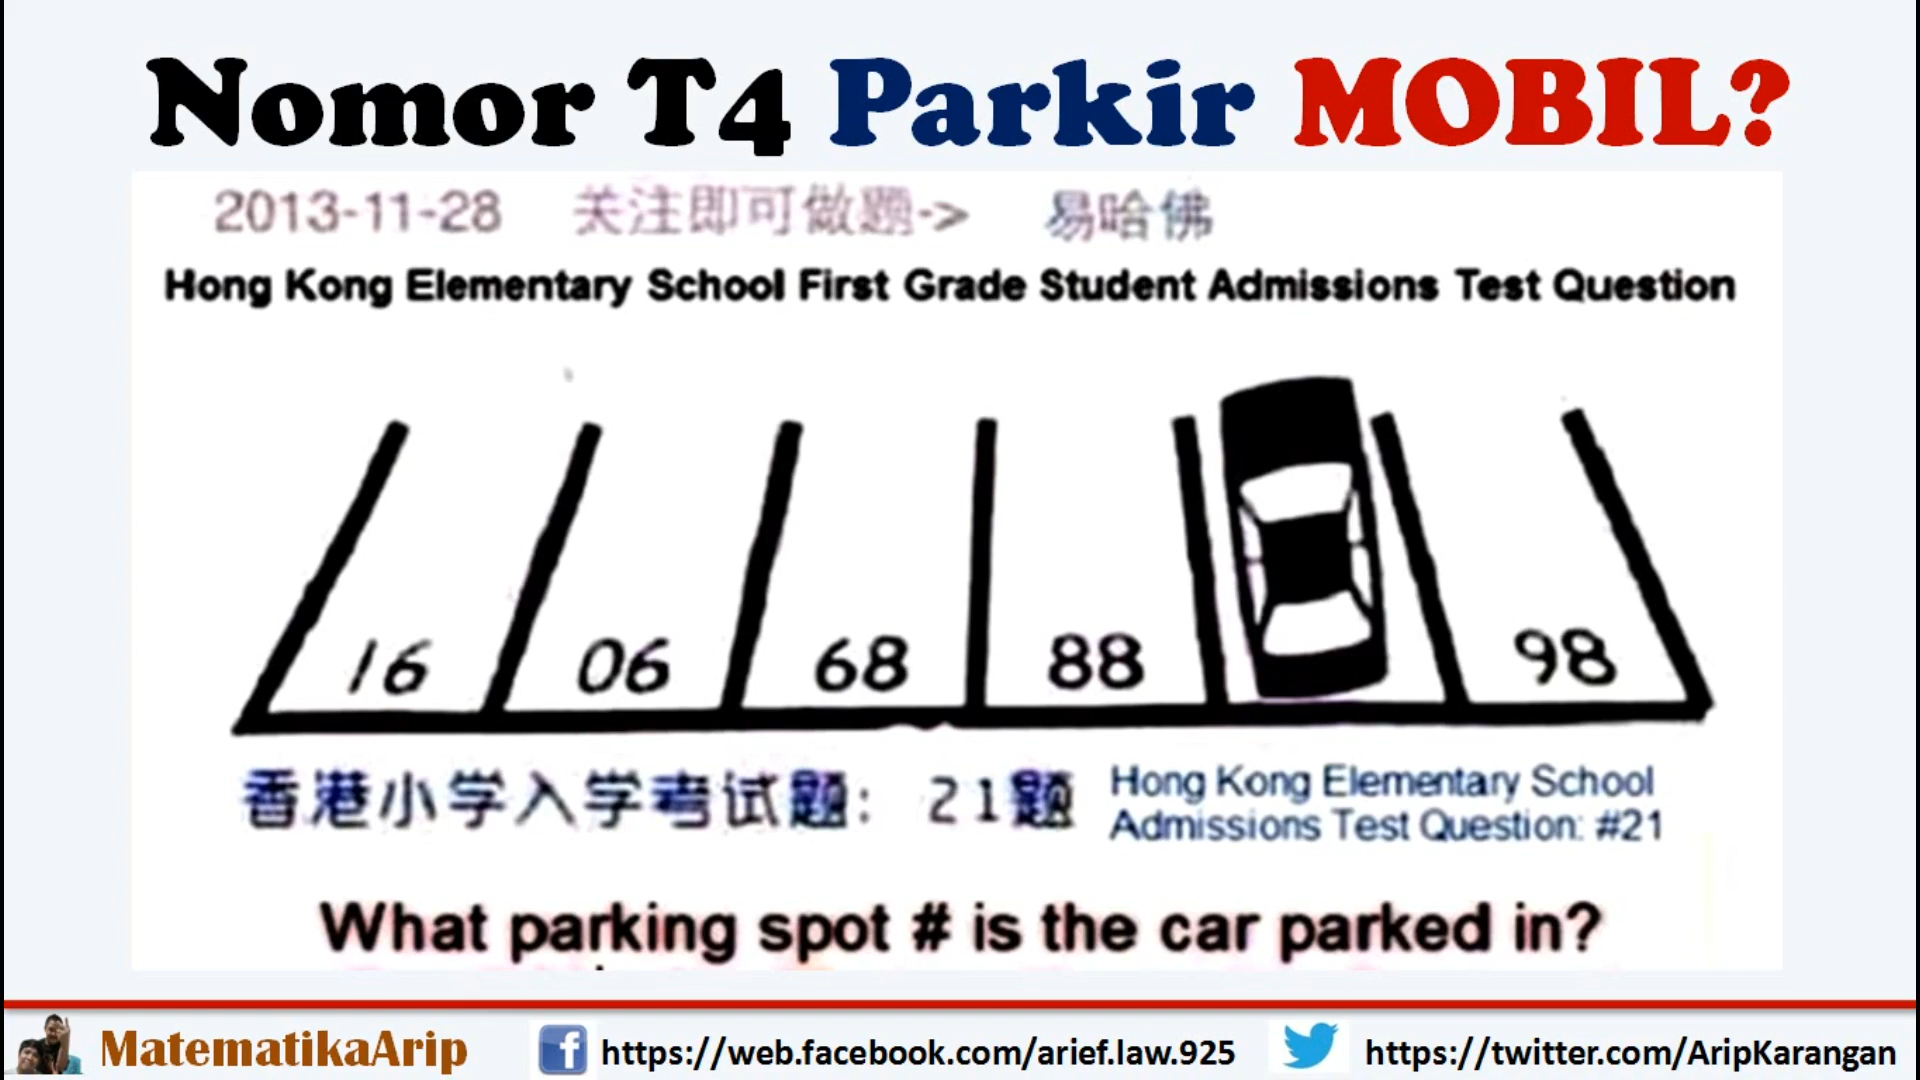 Nomor T4 Parkir MOBIL?
2013-11-28 关注即可做题-> 易哈佛
Hong Kong Elementary School First Grade Student Admissions Test Question
16 06 68 88 98
香港小学入学考试题: 21题
Hong Kong Elementary School
Admissions Test Question: #21
What parking spot # is the car parked in?
MatematikaArip https://web.facebook.com/arief.law.925 https://twitter.com/AripKarangan